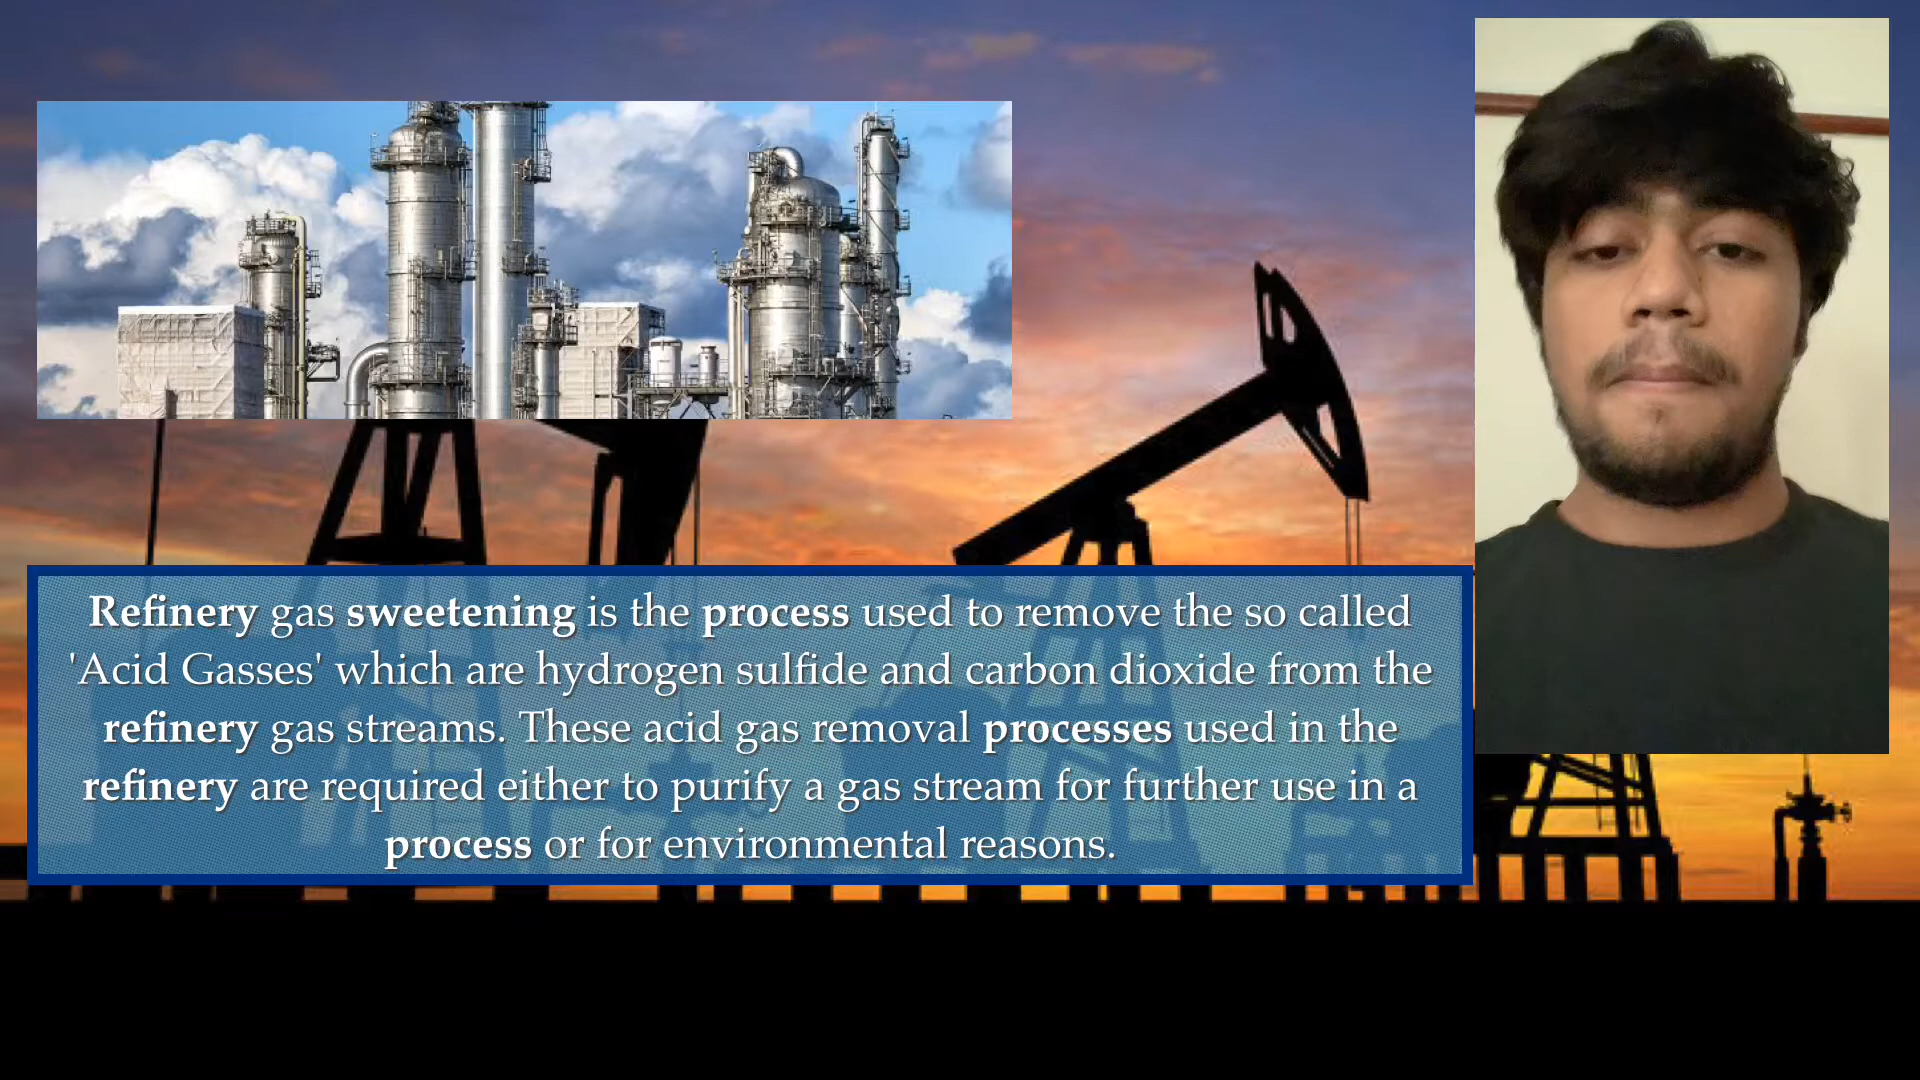 Refinery gas sweetening is the process used to remove the so called
'Acid Gasses' which are hydrogen sulfide and carbon dioxide from the
refinery gas streams. These acid gas removal processes used in the
refinery are required either to purify a gas stream for further use in a
process or for environmental reasons.